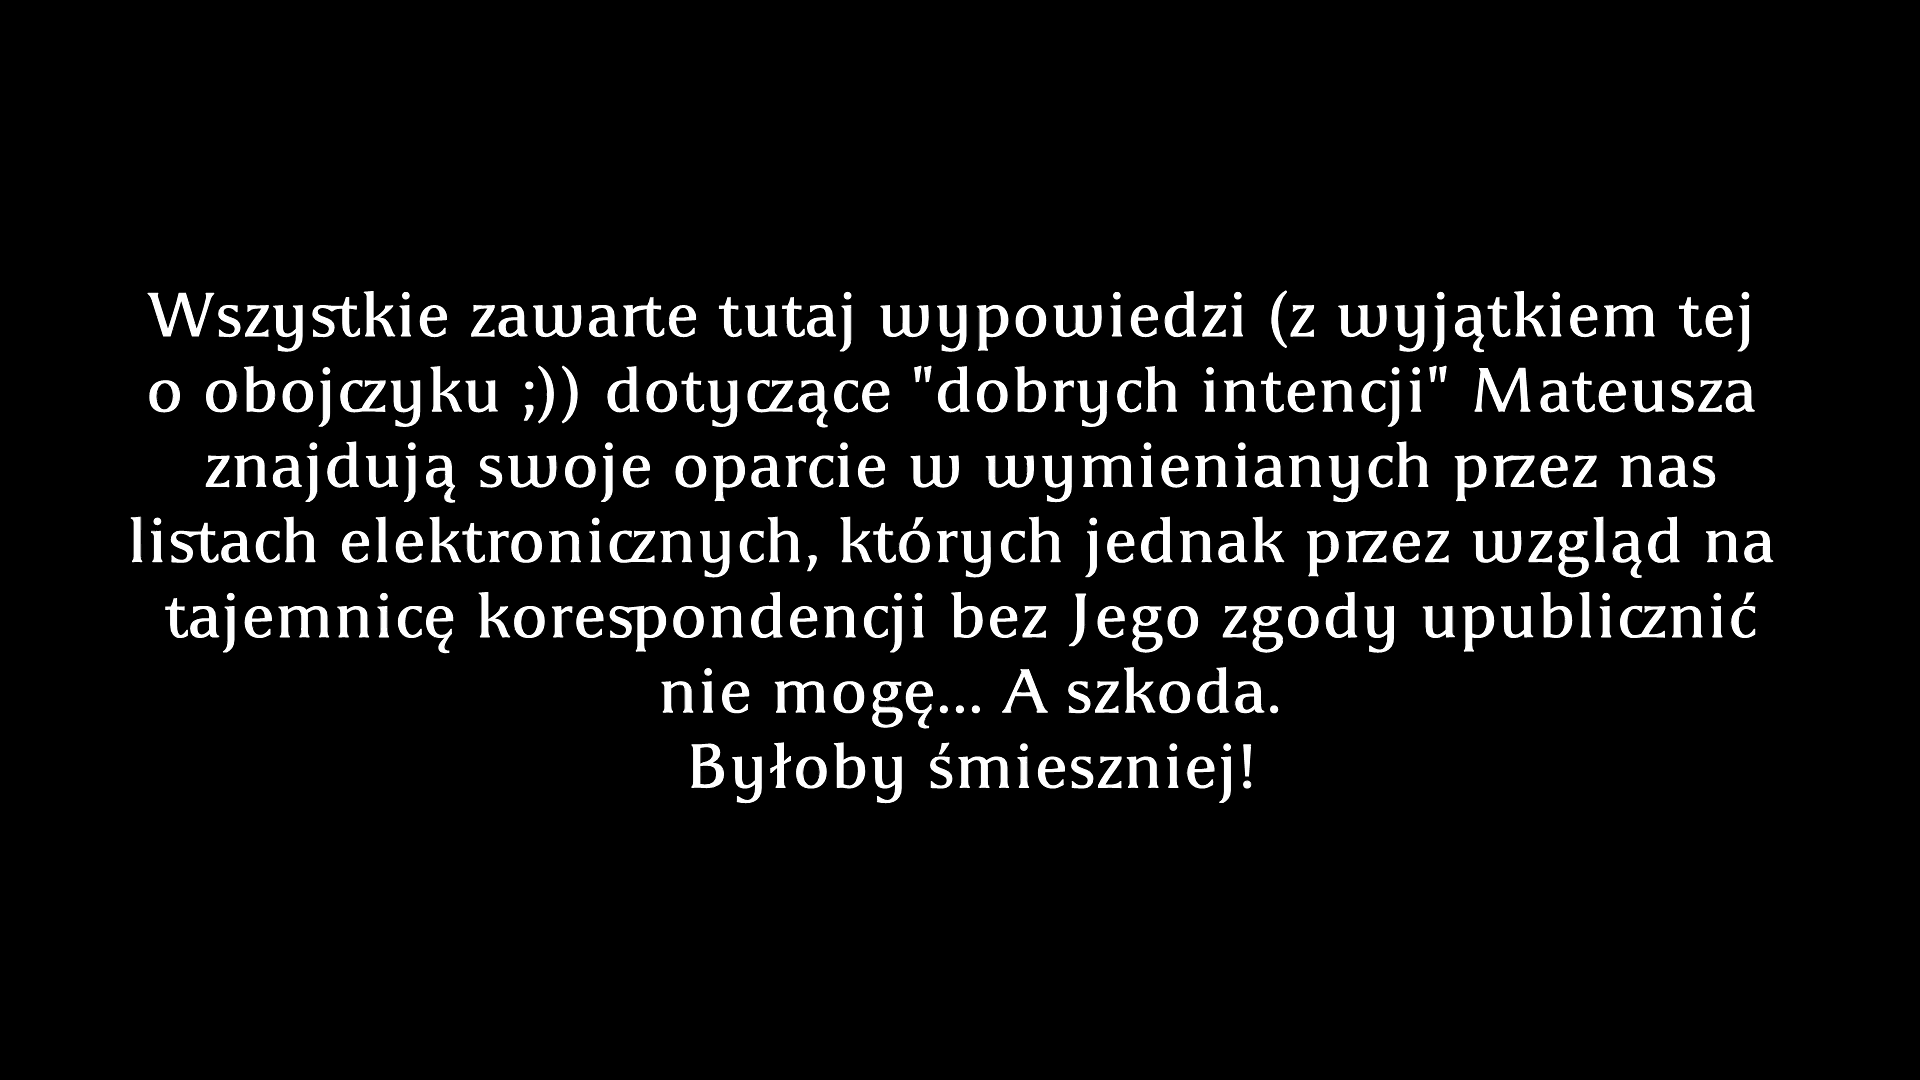 Wszystkie zawarte tutaj wypowiedzi (z wyjątkiem tej
o obojczyku ;)) dotyczące "dobrych intencji" Mateusza
znajdują swoje oparcie w wymienianych przez nas
listach elektronicznych, których jednak przez wzgląd na
tajemnicę korespondencji bez Jego zgody upublicznić
nie mogę... A szkoda.
Byłoby śmieszniej!